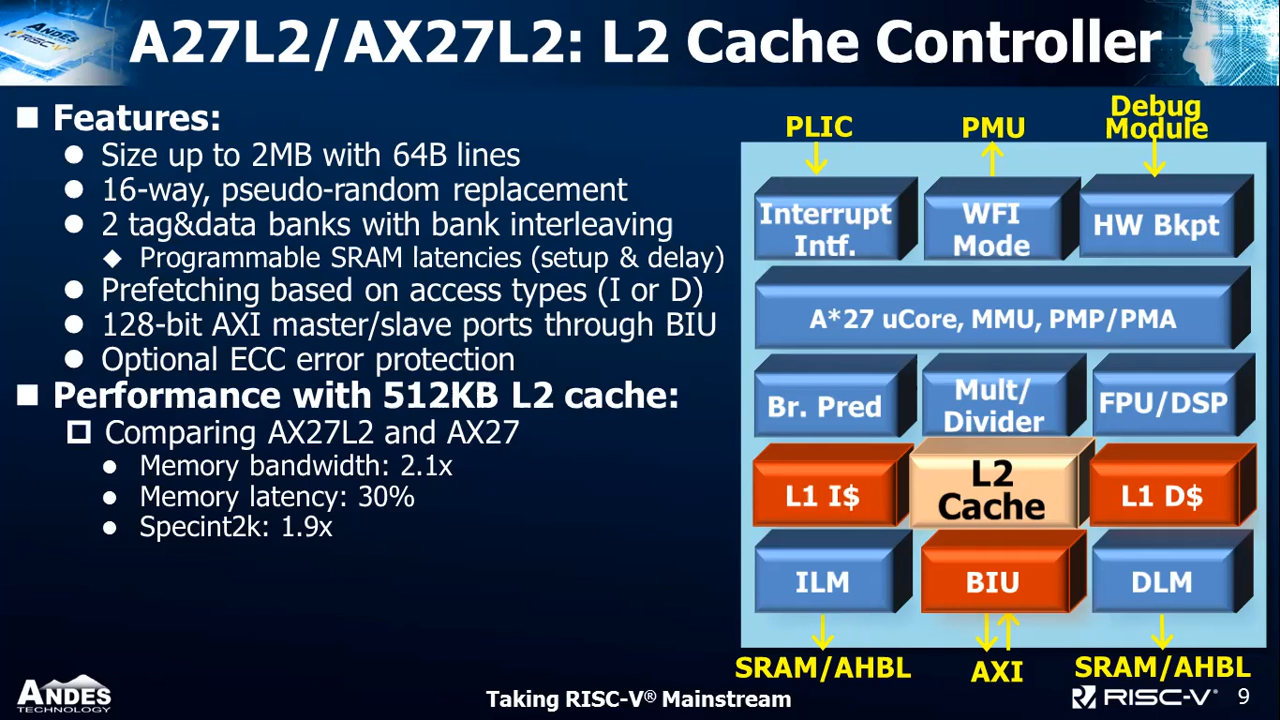 ANDES
RISC-V
A27L2/AX27L2: L2 Cache Controller
Features:
Size up to 2MB with 64B lines
16-way, pseudo-random replacement
2 tag&data banks with bank interleaving
Programmable SRAM latencies (setup & delay)
Prefetching based on access types (I or D)
128-bit AXI master/slave ports through BIU
Optional ECC error protection
Performance with 512KB L2 cache:
Comparing AX27L2 and AX27
Memory bandwidth: 2.1x
Memory latency: 30%
Specint2k: 1.9x
PLIC
PMU
Debug
Module
Interrupt
Intf.
WFI
Mode
HW Bkpt
A*27 uCore, MMU, PMP/PMA
Br. Pred
Mult/
Divider
FPU/DSP
L1 I$
L2
Cache
L1 D$
ILM
BIU
DLM
SRAM/AHBL
AXI
SRAM/AHBL
ANDES
TECHNOLOGY
Taking RISC-V® Mainstream
RISC-V®
9